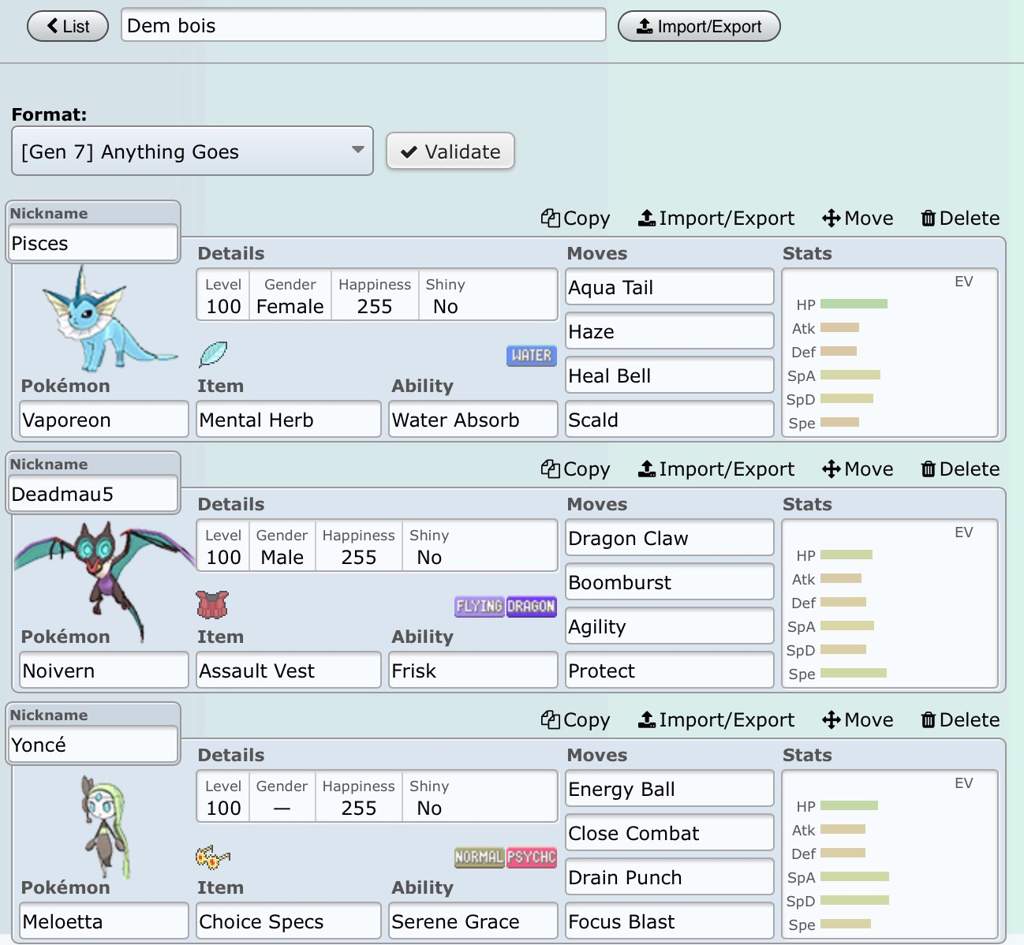 List
Dem bois
Import/Export
Format:
[Gen 7] Anything Goes
Validate
Copy Import/Export Move Delete
Nickname
Pisces
Details Moves Stats
Level Gender Happiness Shiny
100 Female 255 No
Aqua Tail
Haze
Heal Bell
Scald
EV
HP
Atk
Def
SpA
SpD
Spe
WATER
Pokémon Item Ability
Vaporeon Mental Herb Water Absorb
Copy Import/Export Move Delete
Nickname
Deadmau5
Details Moves Stats
Level Gender Happiness Shiny
100 Male 255 No
Dragon Claw
Boomburst
Agility
Protect
EV
HP
Atk
Def
SpA
SpD
Spe
FLYING DRAGON
Pokémon Item Ability
Noivern Assault Vest Frisk
Copy Import/Export Move Delete
Nickname
Yoncé
Details Moves Stats
Level Gender Happiness Shiny
100 — 255 No
Energy Ball
Close Combat
Drain Punch
Focus Blast
EV
HP
Atk
Def
SpA
SpD
Spe
NORMAL PSYCHC
Pokémon Item Ability
Meloetta Choice Specs Serene Grace